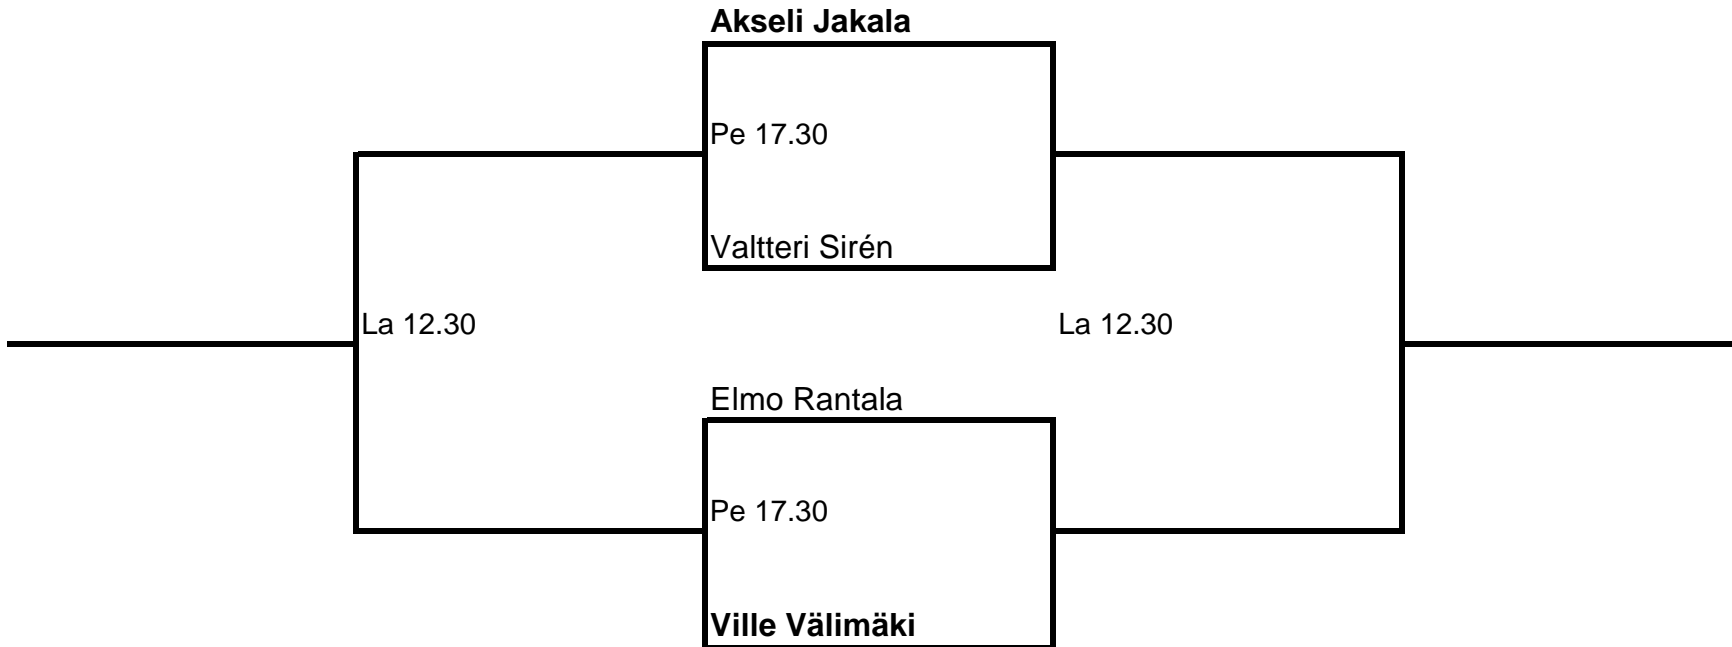 Akseli Jakala
Pe 17.30
Valtteri Sirén
La 12.30
La 12.30
Elmo Rantala
Pe 17.30
Ville Välimäki